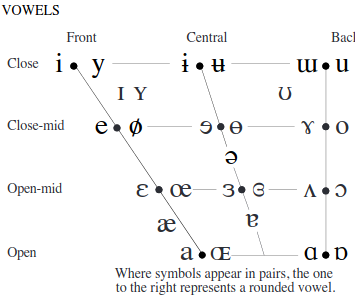 VOWELS
Front Central Back
Close i • y ɨ • ʉ ɯ • u
I Y ʊ
Close-mid e • ø ɘ • ɵ ɤ • o
ə
Open-mid ɛ • œ ɜ • ɞ ʌ • ɔ
æ ɐ
Open a • ɶ ɑ • ɒ
Where symbols appear in pairs, the one
to the right represents a rounded vowel.